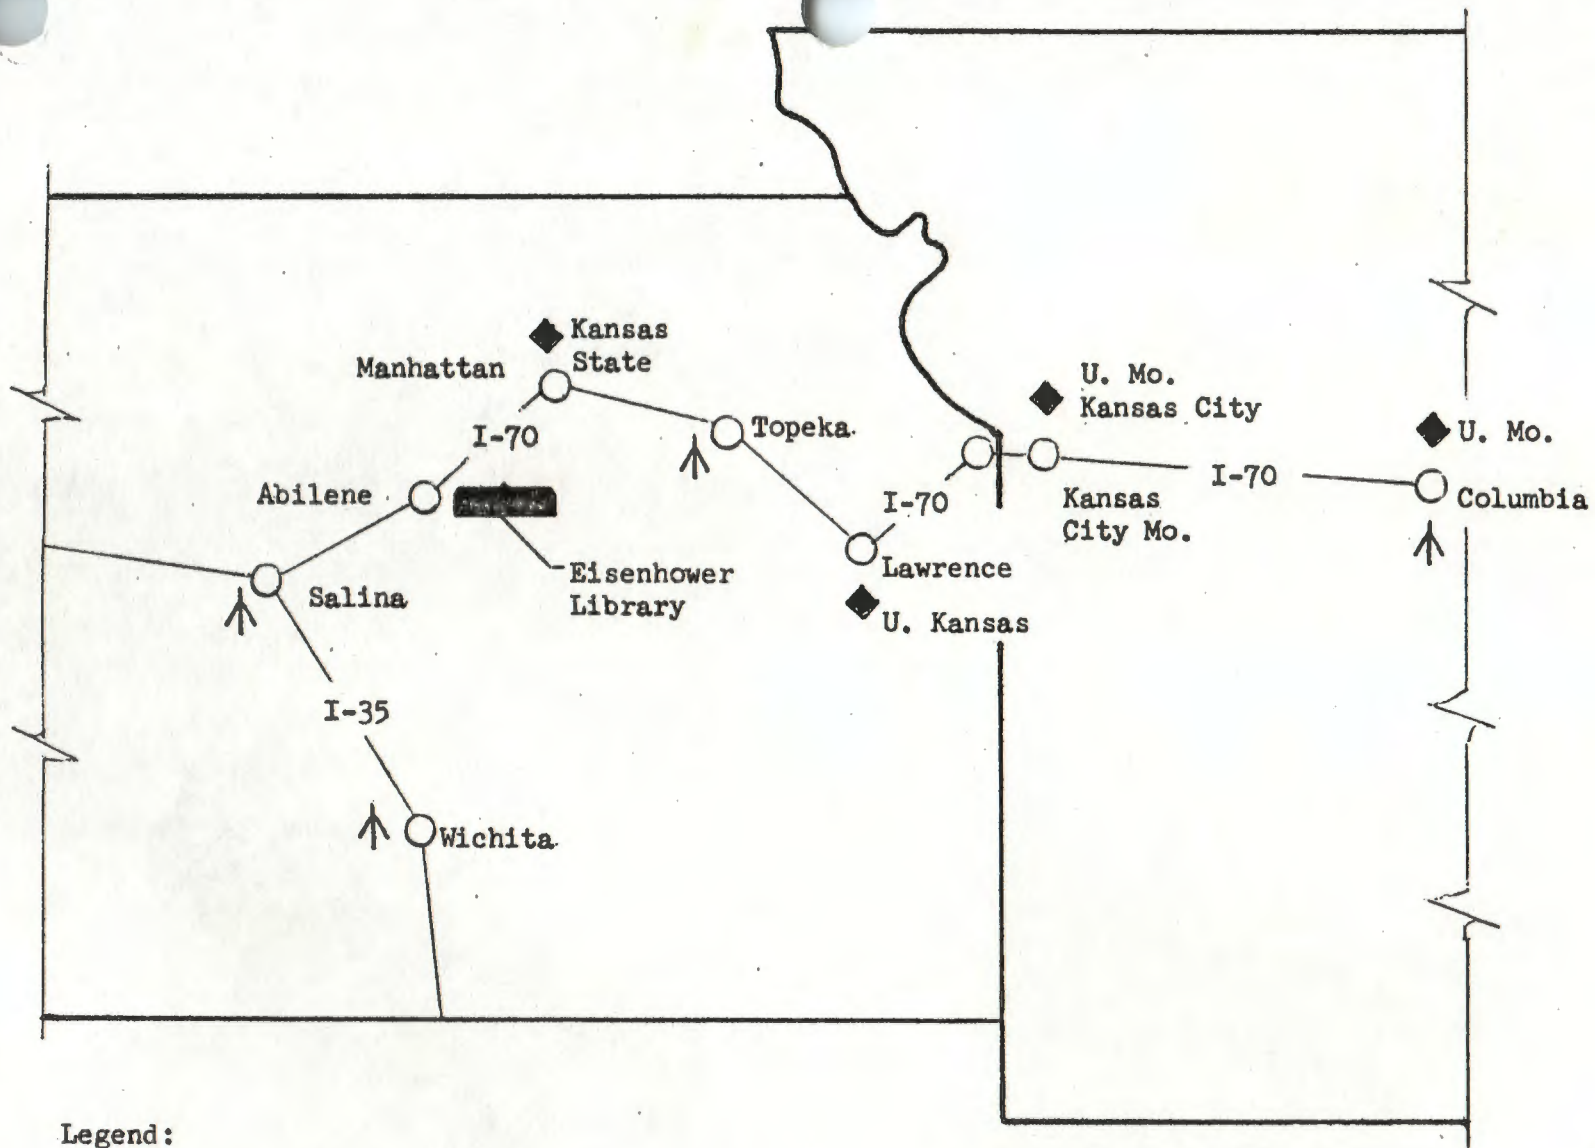 Kansas
State
Manhattan
U. Mo.
Kansas City
Topeka
U. Mo.
I-70
I-70
Abilene
Columbia
Kansas
City Mo.
I-70
Eisenhower
Library
Lawrence
Salina
U. Kansas
I-35
Wichita
Legend: